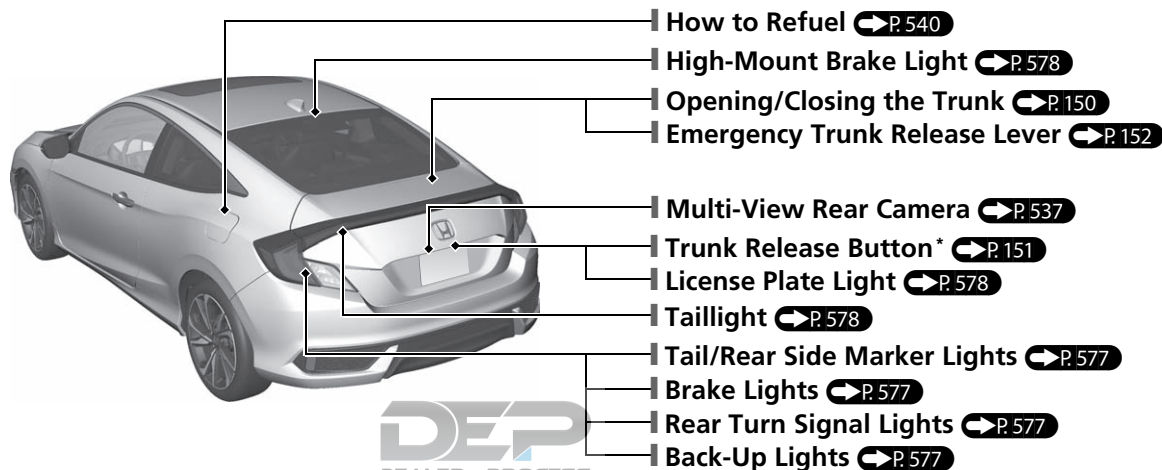 How to Refuel P. 540
High-Mount Brake Light P. 578
Opening/Closing the Trunk P. 150
Emergency Trunk Release Lever P. 152
Multi-View Rear Camera P. 537
Trunk Release Button* P. 151
License Plate Light P. 578
Taillight P. 578
Tail/Rear Side Marker Lights P. 577
Brake Lights P. 577
Rear Turn Signal Lights P. 577
Back-Up Lights P. 577
DEP